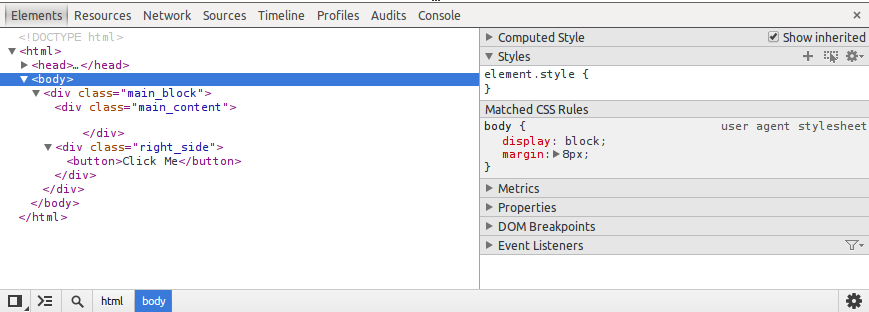 Elements Resources Network Sources Timeline Profiles Audits Console ×
<!DOCTYPE html>
▼<html>
▶<head>…</head>
▼<body>
▼<div class="main_block">
<div class="main_content">
</div>
▼<div class="right_side">
<button>Click Me</button>
</div>
</div>
</body>
</html>
▶ Computed Style Show inherited
▼ Styles
element.style {
}
Matched CSS Rules
body { user agent stylesheet
display: block;
margin:▶8px;
}
▶ Metrics
▶ Properties
▶ DOM Breakpoints
▶ Event Listeners
html body